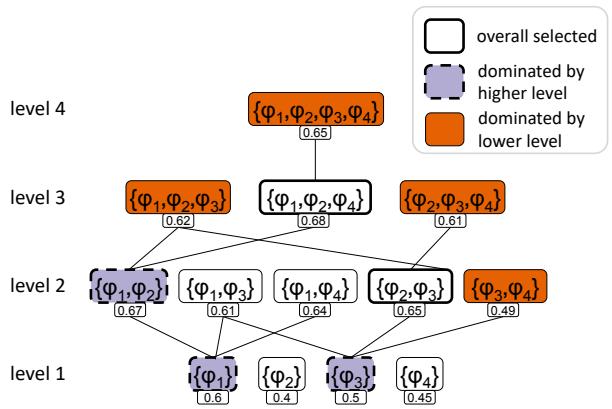 overall selected
dominated by
higher level
dominated by
lower level
level 4
{φ₁,φ₂,φ₃,φ₄}
0.65
level 3
{φ₁,φ₂,φ₃}
{φ₁,φ₂,φ₄}
{φ₂,φ₃,φ₄}
0.62
0.68
0.61
level 2
{φ₁,φ₂}
{φ₁,φ₃}
{φ₁,φ₄}
{φ₂,φ₃}
{φ₃,φ₄}
0.67
0.61
0.64
0.65
0.49
level 1
{φ₁}
{φ₂}
{φ₃}
{φ₄}
0.6
0.4
0.5
0.45